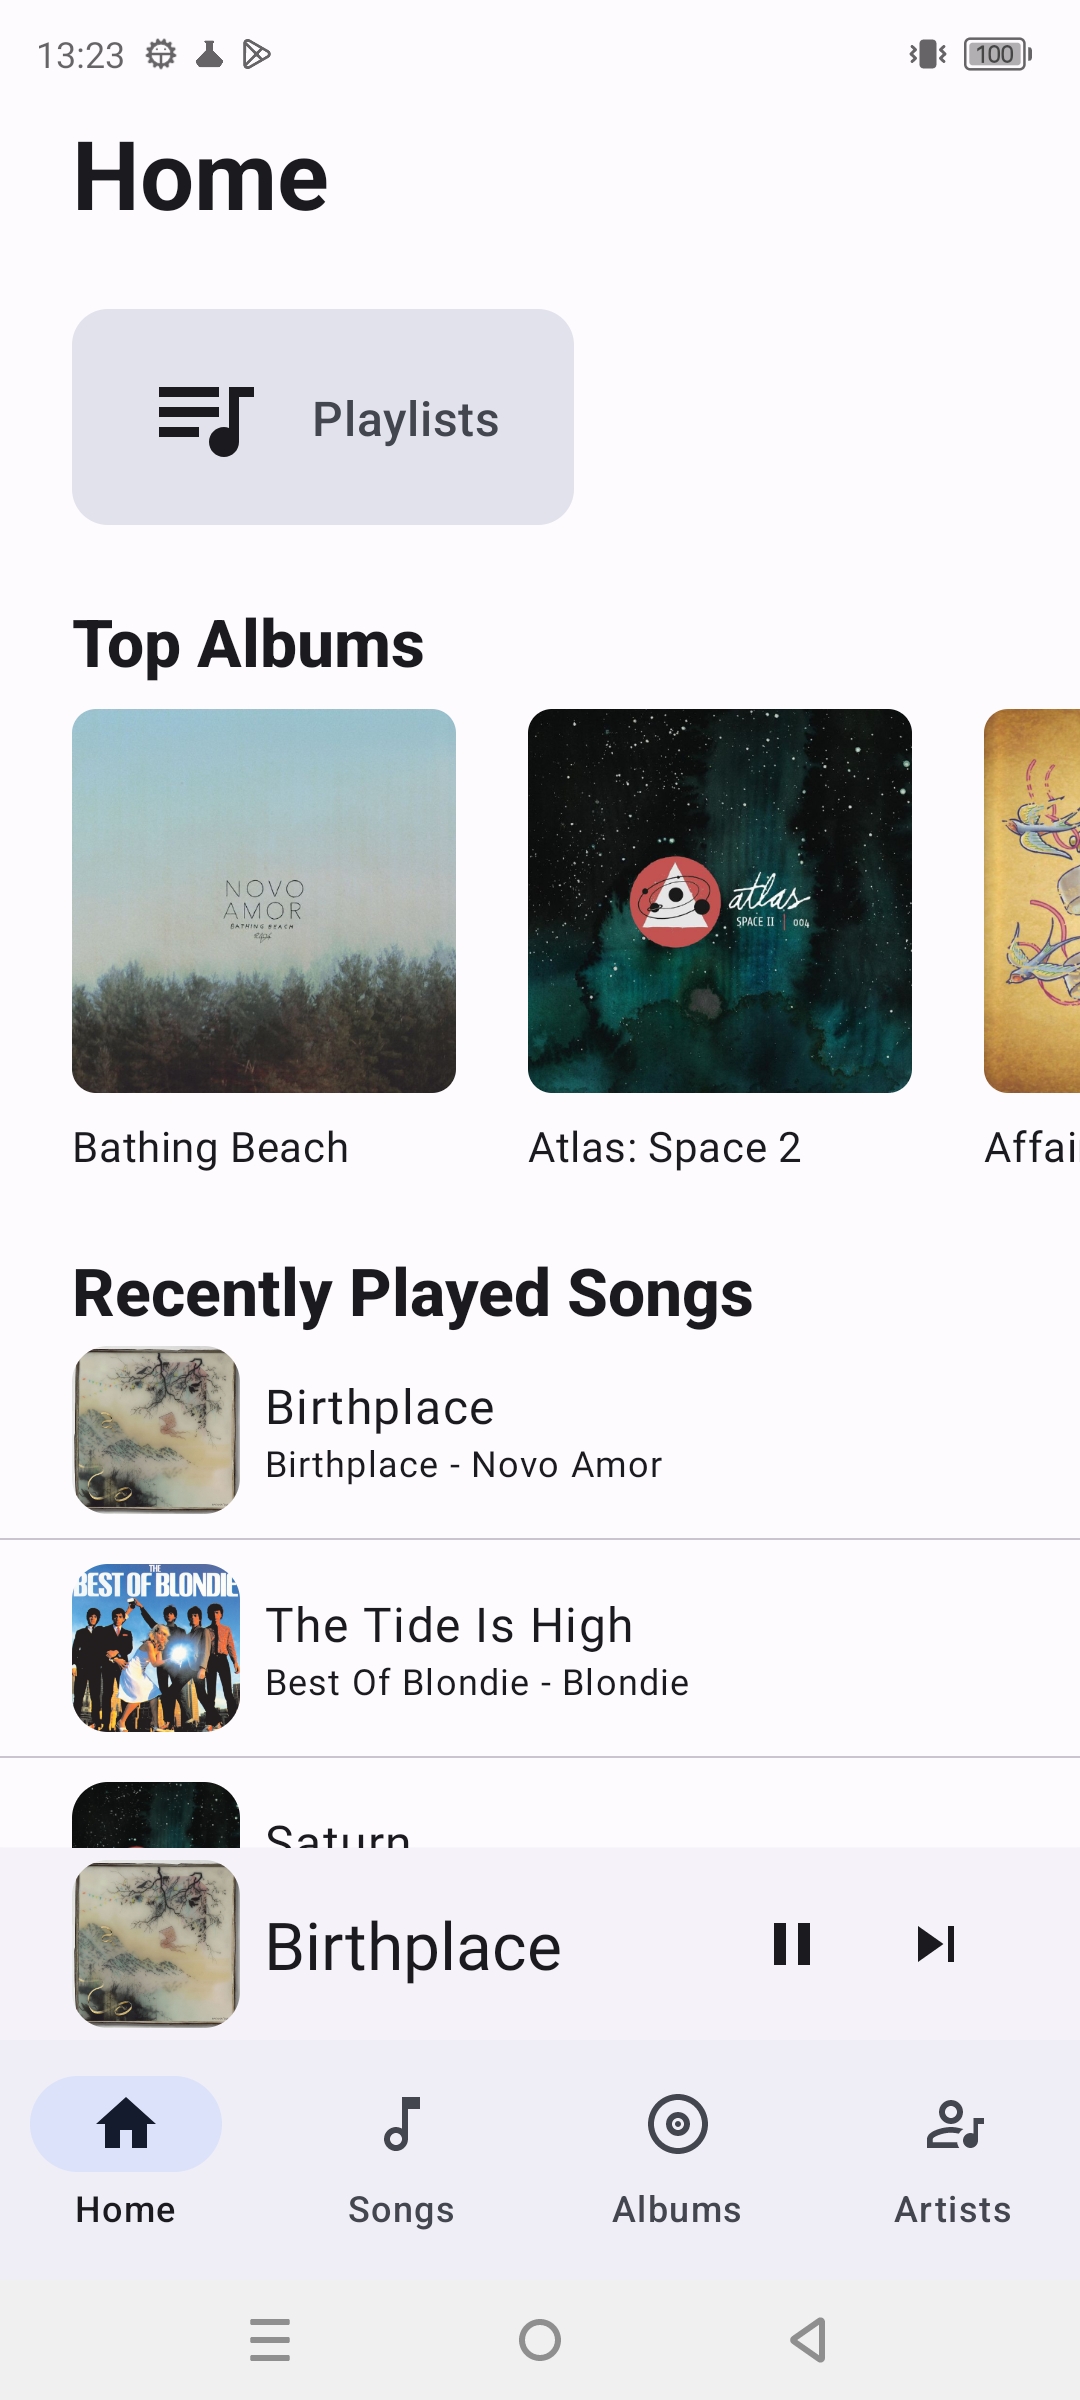 13:23
100
Home
Playlists
Top Albums
NOVO
AMOR
BATHING BEACH
atlas
SPACE II | 004
Bathing Beach
Atlas: Space 2
Affai
Recently Played Songs
Birthplace
Birthplace - Novo Amor
THE
BEST OF BLONDIE
The Tide Is High
Best Of Blondie - Blondie
Saturn
Birthplace
Home
Songs
Albums
Artists